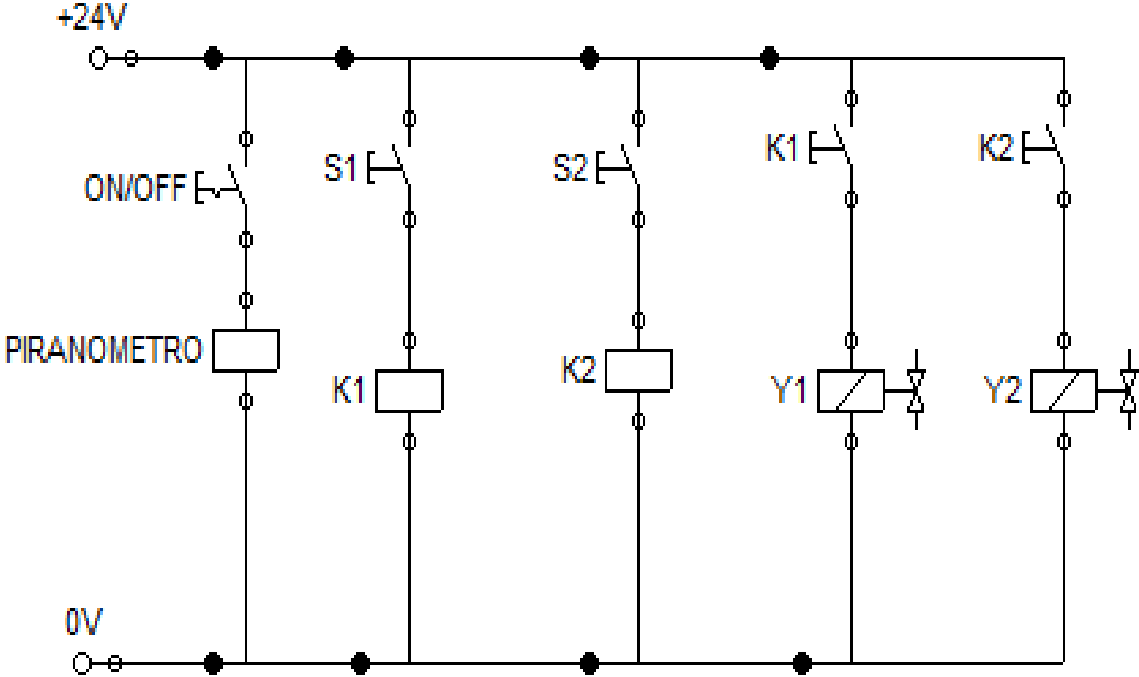 +24V
ON/OFF
S1
S2
K1
K2
PIRANOMETRO
K1
K2
Y1
Y2
0V